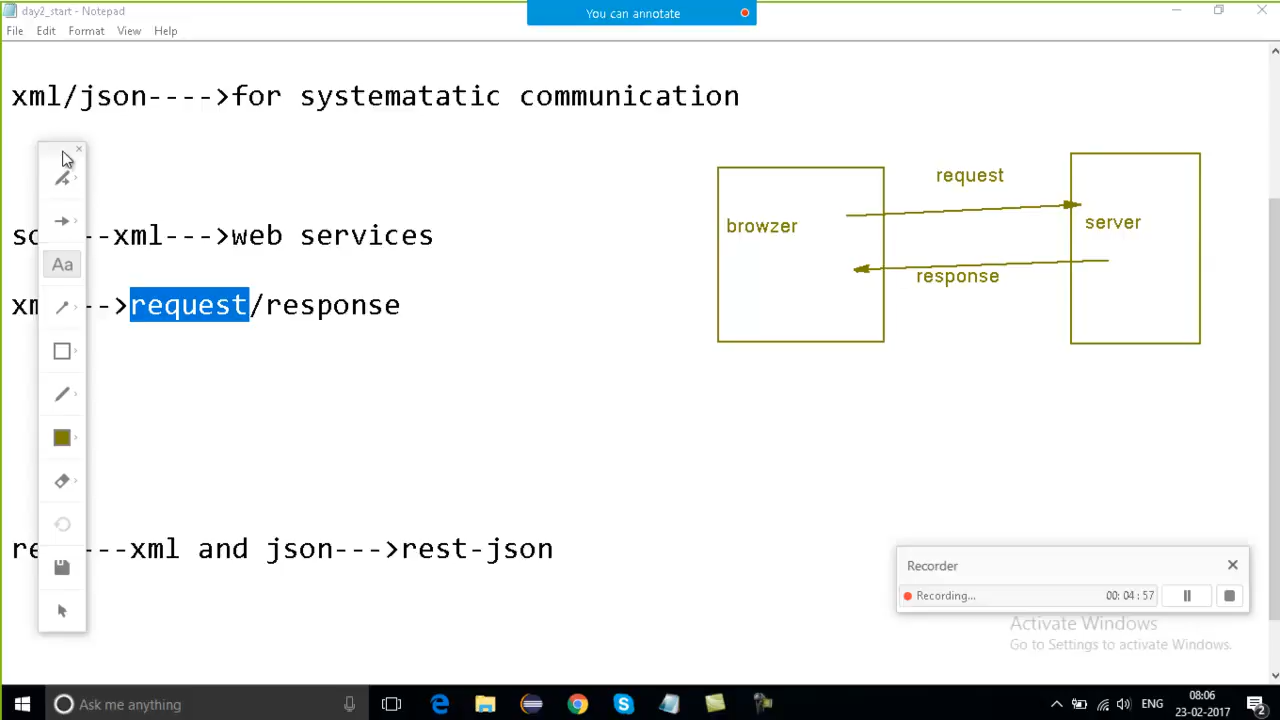 day2_start - Notepad
You can annotate
File Edit Format View Help
xml/json---->for systematatic communication
request
browzer
server
response
--xml--->web services
-->request/response
Aa
---xml and json--->rest-json
Recorder
Recording... 00:04:57
Activate Windows
Go to Settings to activate Windows.
Ask me anything
ENG
08:06
23-02-2017
2